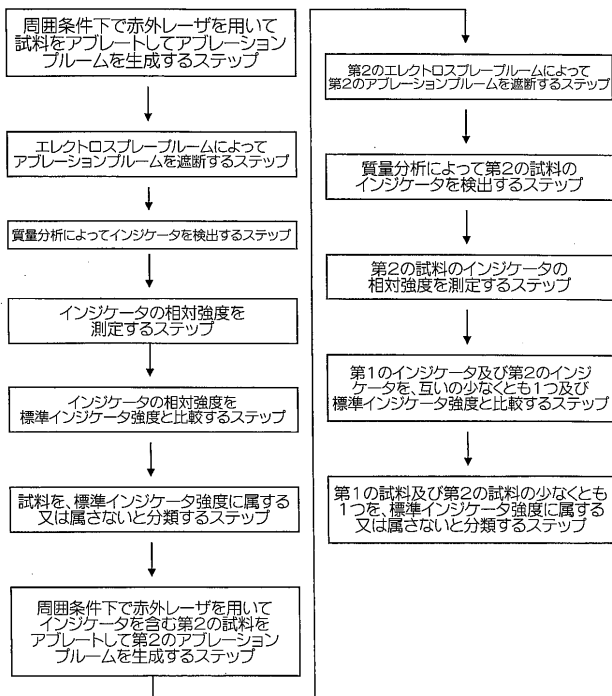 周囲条件下で赤外レーザを用いて
試料をアブレートしてアブレーション
プルームを生成するステップ
エレクトロスプレープルームによって
アブレーションプルームを遮断するステップ
質量分析によってインジケータを検出するステップ
インジケータの相対強度を
測定するステップ
インジケータの相対強度を
標準インジケータ強度と比較するステップ
試料を、標準インジケータ強度に属する
又は属さないと分類するステップ
周囲条件下で赤外レーザを用いて
インジケータを含む第2の試料を
アブレートして第2のアブレーション
プルームを生成するステップ
第2のエレクトロスプレープルームによって
第2のアブレーションプルームを遮断するステップ
質量分析によって第2の試料の
インジケータを検出するステップ
第2の試料のインジケータの
相対強度を測定するステップ
第1のインジケータ及び第2のインジ
ケータを、互いの少なくとも1つ及び
標準インジケータ強度と比較するステップ
第1の試料及び第2の試料の少なくとも
1つを、標準インジケータ強度に属する
又は属さないと分類するステップ